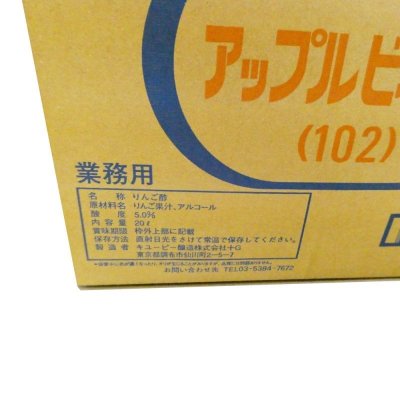 アップルビネ
(102)
業務用
名 称 りんご酢
原材料名 りんご果汁、アルコール
酸 度 5.0%
内 容 量 20ℓ
賞味期限 枠外上部に記載
保存方法 直射日光をさけて常温で保存してください。
製 造 者 キユーピー醸造株式会社+G
東京都調布市仙川町2-5-7
お問い合わせ先 TEL03-5384-7672